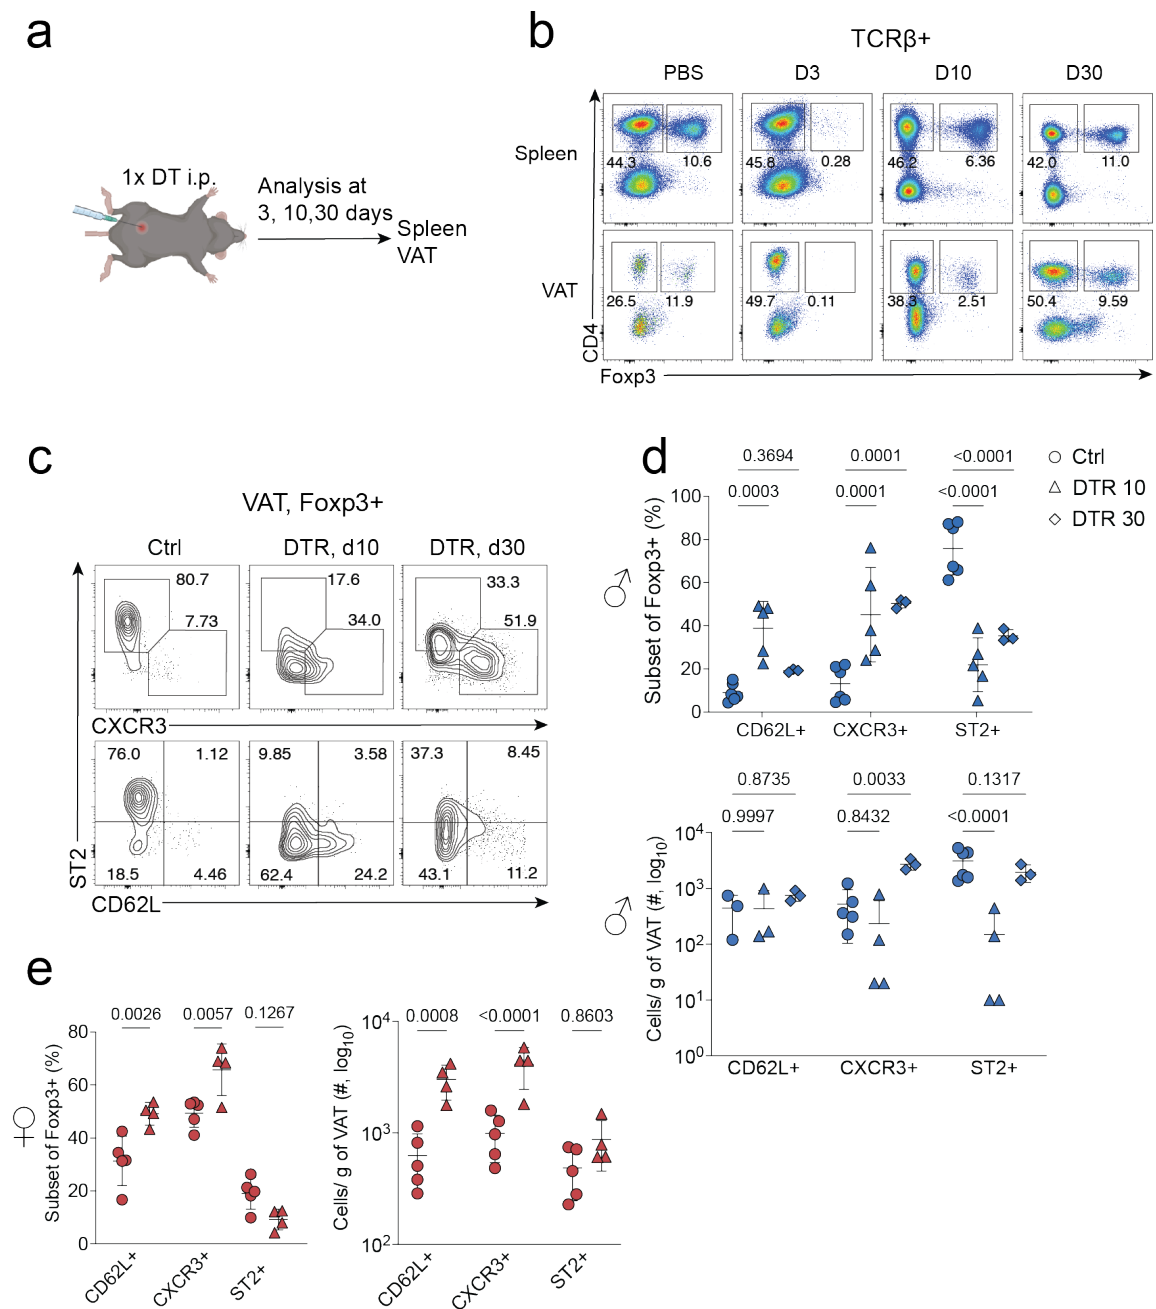 a
1x DT i.p.
Analysis at
3, 10,30 days
Spleen
VAT
b
TCRβ+
PBS D3 D10 D30
Spleen
44.3 10.6 45.8 0.28 46.2 6.36 42.0 11.0
VAT
26.5 11.9 49.7 0.11 38.3 2.51 50.4 9.59
CD4
Foxp3
c
VAT, Foxp3+
Ctrl DTR, d10 DTR, d30
80.7 17.6 33.3
7.73 34.0 51.9
CXCR3
76.0 1.12 9.85 3.58 37.3 8.45
18.5 4.46 62.4 24.2 43.1 11.2
ST2
CD62L
d
Ctrl
DTR 10
DTR 30
♂
0.3694 0.0001 <0.0001
0.0003 0.0001 <0.0001
Subset of Foxp3+ (%)
100
80
60
40
20
0
CD62L+ CXCR3+ ST2+
♂
0.8735 0.0033 0.1317
0.9997 0.8432 <0.0001
Cells/ g of VAT (#, log10)
10⁴
10³
10²
10¹
10⁰
CD62L+ CXCR3+ ST2+
e
♀
0.0026 0.0057 0.1267
Subset of Foxp3+ (%)
80
60
40
20
0
CD62L+ CXCR3+ ST2+
0.0008 <0.0001 0.8603
Cells/ g of VAT (#, log10)
10⁴
10³
10²
CD62L+ CXCR3+ ST2+